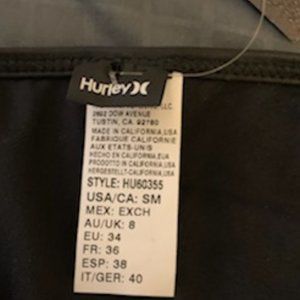 Hurley
LLC.
2802 DOW AVENUE
TUSTIN, CA. 92780
MADE IN CALIFORNIA,USA
FABRIQUE CALIFORNIE
AUX ETATS-UNIS
HECHO EN CALIFORNIA,EUA
PRODOTTO IN CALIFORNIA,USA
HERGESTELLT-CALIFORNIA,USA
STYLE: HU60355
USA/CA: SM
MEX: EXCH
AU/UK: 8
EU: 34
FR: 36
ESP: 38
IT/GER: 40